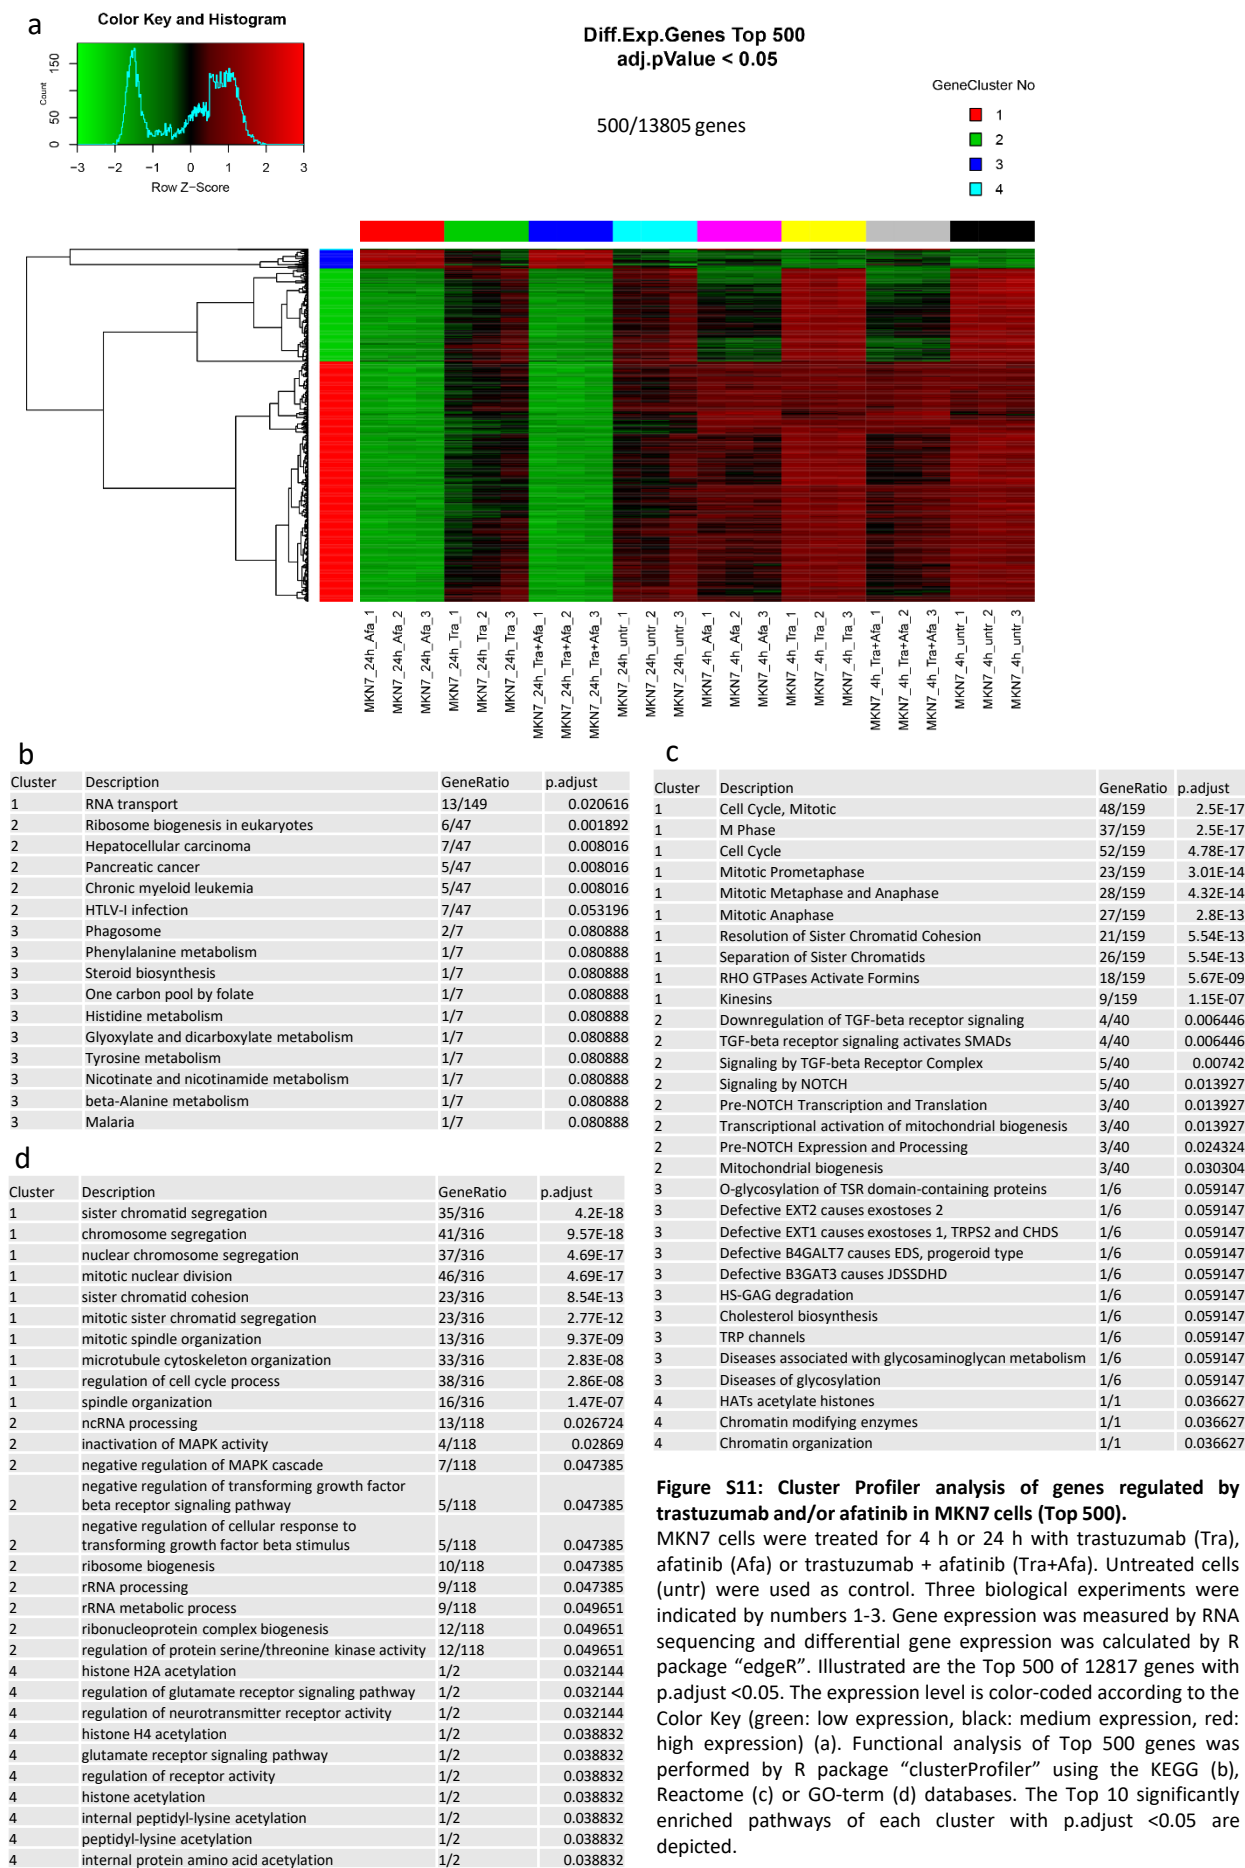 a
Color Key and Histogram
Count
0 50 150
−3 −2 −1 0 1 2 3
Row Z−Score
Diff.Exp.Genes Top 500
adj.pValue < 0.05
500/13805 genes
GeneCluster No
1
2
3
4
MKN7_24h_Afa_1
MKN7_24h_Afa_2
MKN7_24h_Afa_3
MKN7_24h_Tra_1
MKN7_24h_Tra_2
MKN7_24h_Tra_3
MKN7_24h_Tra+Afa_1
MKN7_24h_Tra+Afa_2
MKN7_24h_Tra+Afa_3
MKN7_24h_untr_1
MKN7_24h_untr_2
MKN7_24h_untr_3
MKN7_4h_Afa_1
MKN7_4h_Afa_2
MKN7_4h_Afa_3
MKN7_4h_Tra_1
MKN7_4h_Tra_2
MKN7_4h_Tra_3
MKN7_4h_Tra+Afa_1
MKN7_4h_Tra+Afa_2
MKN7_4h_Tra+Afa_3
MKN7_4h_untr_1
MKN7_4h_untr_2
MKN7_4h_untr_3
b
Cluster Description GeneRatio p.adjust
1 RNA transport 13/149 0.020616
2 Ribosome biogenesis in eukaryotes 6/47 0.001892
2 Hepatocellular carcinoma 7/47 0.008016
2 Pancreatic cancer 5/47 0.008016
2 Chronic myeloid leukemia 5/47 0.008016
2 HTLV-I infection 7/47 0.053196
3 Phagosome 2/7 0.080888
3 Phenylalanine metabolism 1/7 0.080888
3 Steroid biosynthesis 1/7 0.080888
3 One carbon pool by folate 1/7 0.080888
3 Histidine metabolism 1/7 0.080888
3 Glyoxylate and dicarboxylate metabolism 1/7 0.080888
3 Tyrosine metabolism 1/7 0.080888
3 Nicotinate and nicotinamide metabolism 1/7 0.080888
3 beta-Alanine metabolism 1/7 0.080888
3 Malaria 1/7 0.080888
c
Cluster Description GeneRatio p.adjust
1 Cell Cycle, Mitotic 48/159 2.5E-17
1 M Phase 37/159 2.5E-17
1 Cell Cycle 52/159 4.78E-17
1 Mitotic Prometaphase 23/159 3.01E-14
1 Mitotic Metaphase and Anaphase 28/159 4.32E-14
1 Mitotic Anaphase 27/159 2.8E-13
1 Resolution of Sister Chromatid Cohesion 21/159 5.54E-13
1 Separation of Sister Chromatids 26/159 5.54E-13
1 RHO GTPases Activate Formins 18/159 5.67E-09
1 Kinesins 9/159 1.15E-07
2 Downregulation of TGF-beta receptor signaling 4/40 0.006446
2 TGF-beta receptor signaling activates SMADs 4/40 0.006446
2 Signaling by TGF-beta Receptor Complex 5/40 0.00742
2 Signaling by NOTCH 5/40 0.013927
2 Pre-NOTCH Transcription and Translation 3/40 0.013927
2 Transcriptional activation of mitochondrial biogenesis 3/40 0.013927
2 Pre-NOTCH Expression and Processing 3/40 0.024324
2 Mitochondrial biogenesis 3/40 0.030304
3 O-glycosylation of TSR domain-containing proteins 1/6 0.059147
3 Defective EXT2 causes exostoses 2 1/6 0.059147
3 Defective EXT1 causes exostoses 1, TRPS2 and CHDS 1/6 0.059147
3 Defective B4GALT7 causes EDS, progeroid type 1/6 0.059147
3 Defective B3GAT3 causes JDSSDHD 1/6 0.059147
3 HS-GAG degradation 1/6 0.059147
3 Cholesterol biosynthesis 1/6 0.059147
3 TRP channels 1/6 0.059147
3 Diseases associated with glycosaminoglycan metabolism 1/6 0.059147
3 Diseases of glycosylation 1/6 0.059147
4 HATs acetylate histones 1/1 0.036627
4 Chromatin modifying enzymes 1/1 0.036627
4 Chromatin organization 1/1 0.036627
d
Cluster Description GeneRatio p.adjust
1 sister chromatid segregation 35/316 4.2E-18
1 chromosome segregation 41/316 9.57E-18
1 nuclear chromosome segregation 37/316 4.69E-17
1 mitotic nuclear division 46/316 4.69E-17
1 sister chromatid cohesion 23/316 8.54E-13
1 mitotic sister chromatid segregation 23/316 2.77E-12
1 mitotic spindle organization 13/316 9.37E-09
1 microtubule cytoskeleton organization 33/316 2.83E-08
1 regulation of cell cycle process 38/316 2.86E-08
1 spindle organization 16/316 1.47E-07
2 ncRNA processing 13/118 0.026724
2 inactivation of MAPK activity 4/118 0.02869
2 negative regulation of MAPK cascade 7/118 0.047385
negative regulation of transforming growth factor
2 beta receptor signaling pathway 5/118 0.047385
negative regulation of cellular response to
2 transforming growth factor beta stimulus 5/118 0.047385
2 ribosome biogenesis 10/118 0.047385
2 rRNA processing 9/118 0.047385
2 rRNA metabolic process 9/118 0.049651
2 ribonucleoprotein complex biogenesis 12/118 0.049651
2 regulation of protein serine/threonine kinase activity 12/118 0.049651
4 histone H2A acetylation 1/2 0.032144
4 regulation of glutamate receptor signaling pathway 1/2 0.032144
4 regulation of neurotransmitter receptor activity 1/2 0.032144
4 histone H4 acetylation 1/2 0.038832
4 glutamate receptor signaling pathway 1/2 0.038832
4 regulation of receptor activity 1/2 0.038832
4 histone acetylation 1/2 0.038832
4 internal peptidyl-lysine acetylation 1/2 0.038832
4 peptidyl-lysine acetylation 1/2 0.038832
4 internal protein amino acid acetylation 1/2 0.038832
Figure S11: Cluster Profiler analysis of genes regulated by
trastuzumab and/or afatinib in MKN7 cells (Top 500).
MKN7 cells were treated for 4 h or 24 h with trastuzumab (Tra),
afatinib (Afa) or trastuzumab + afatinib (Tra+Afa). Untreated cells
(untr) were used as control. Three biological experiments were
indicated by numbers 1-3. Gene expression was measured by RNA
sequencing and differential gene expression was calculated by R
package “edgeR”. Illustrated are the Top 500 of 12817 genes with
p.adjust <0.05. The expression level is color-coded according to the
Color Key (green: low expression, black: medium expression, red:
high expression) (a). Functional analysis of Top 500 genes was
performed by R package “clusterProfiler” using the KEGG (b),
Reactome (c) or GO-term (d) databases. The Top 10 significantly
enriched pathways of each cluster with p.adjust <0.05 are
depicted.